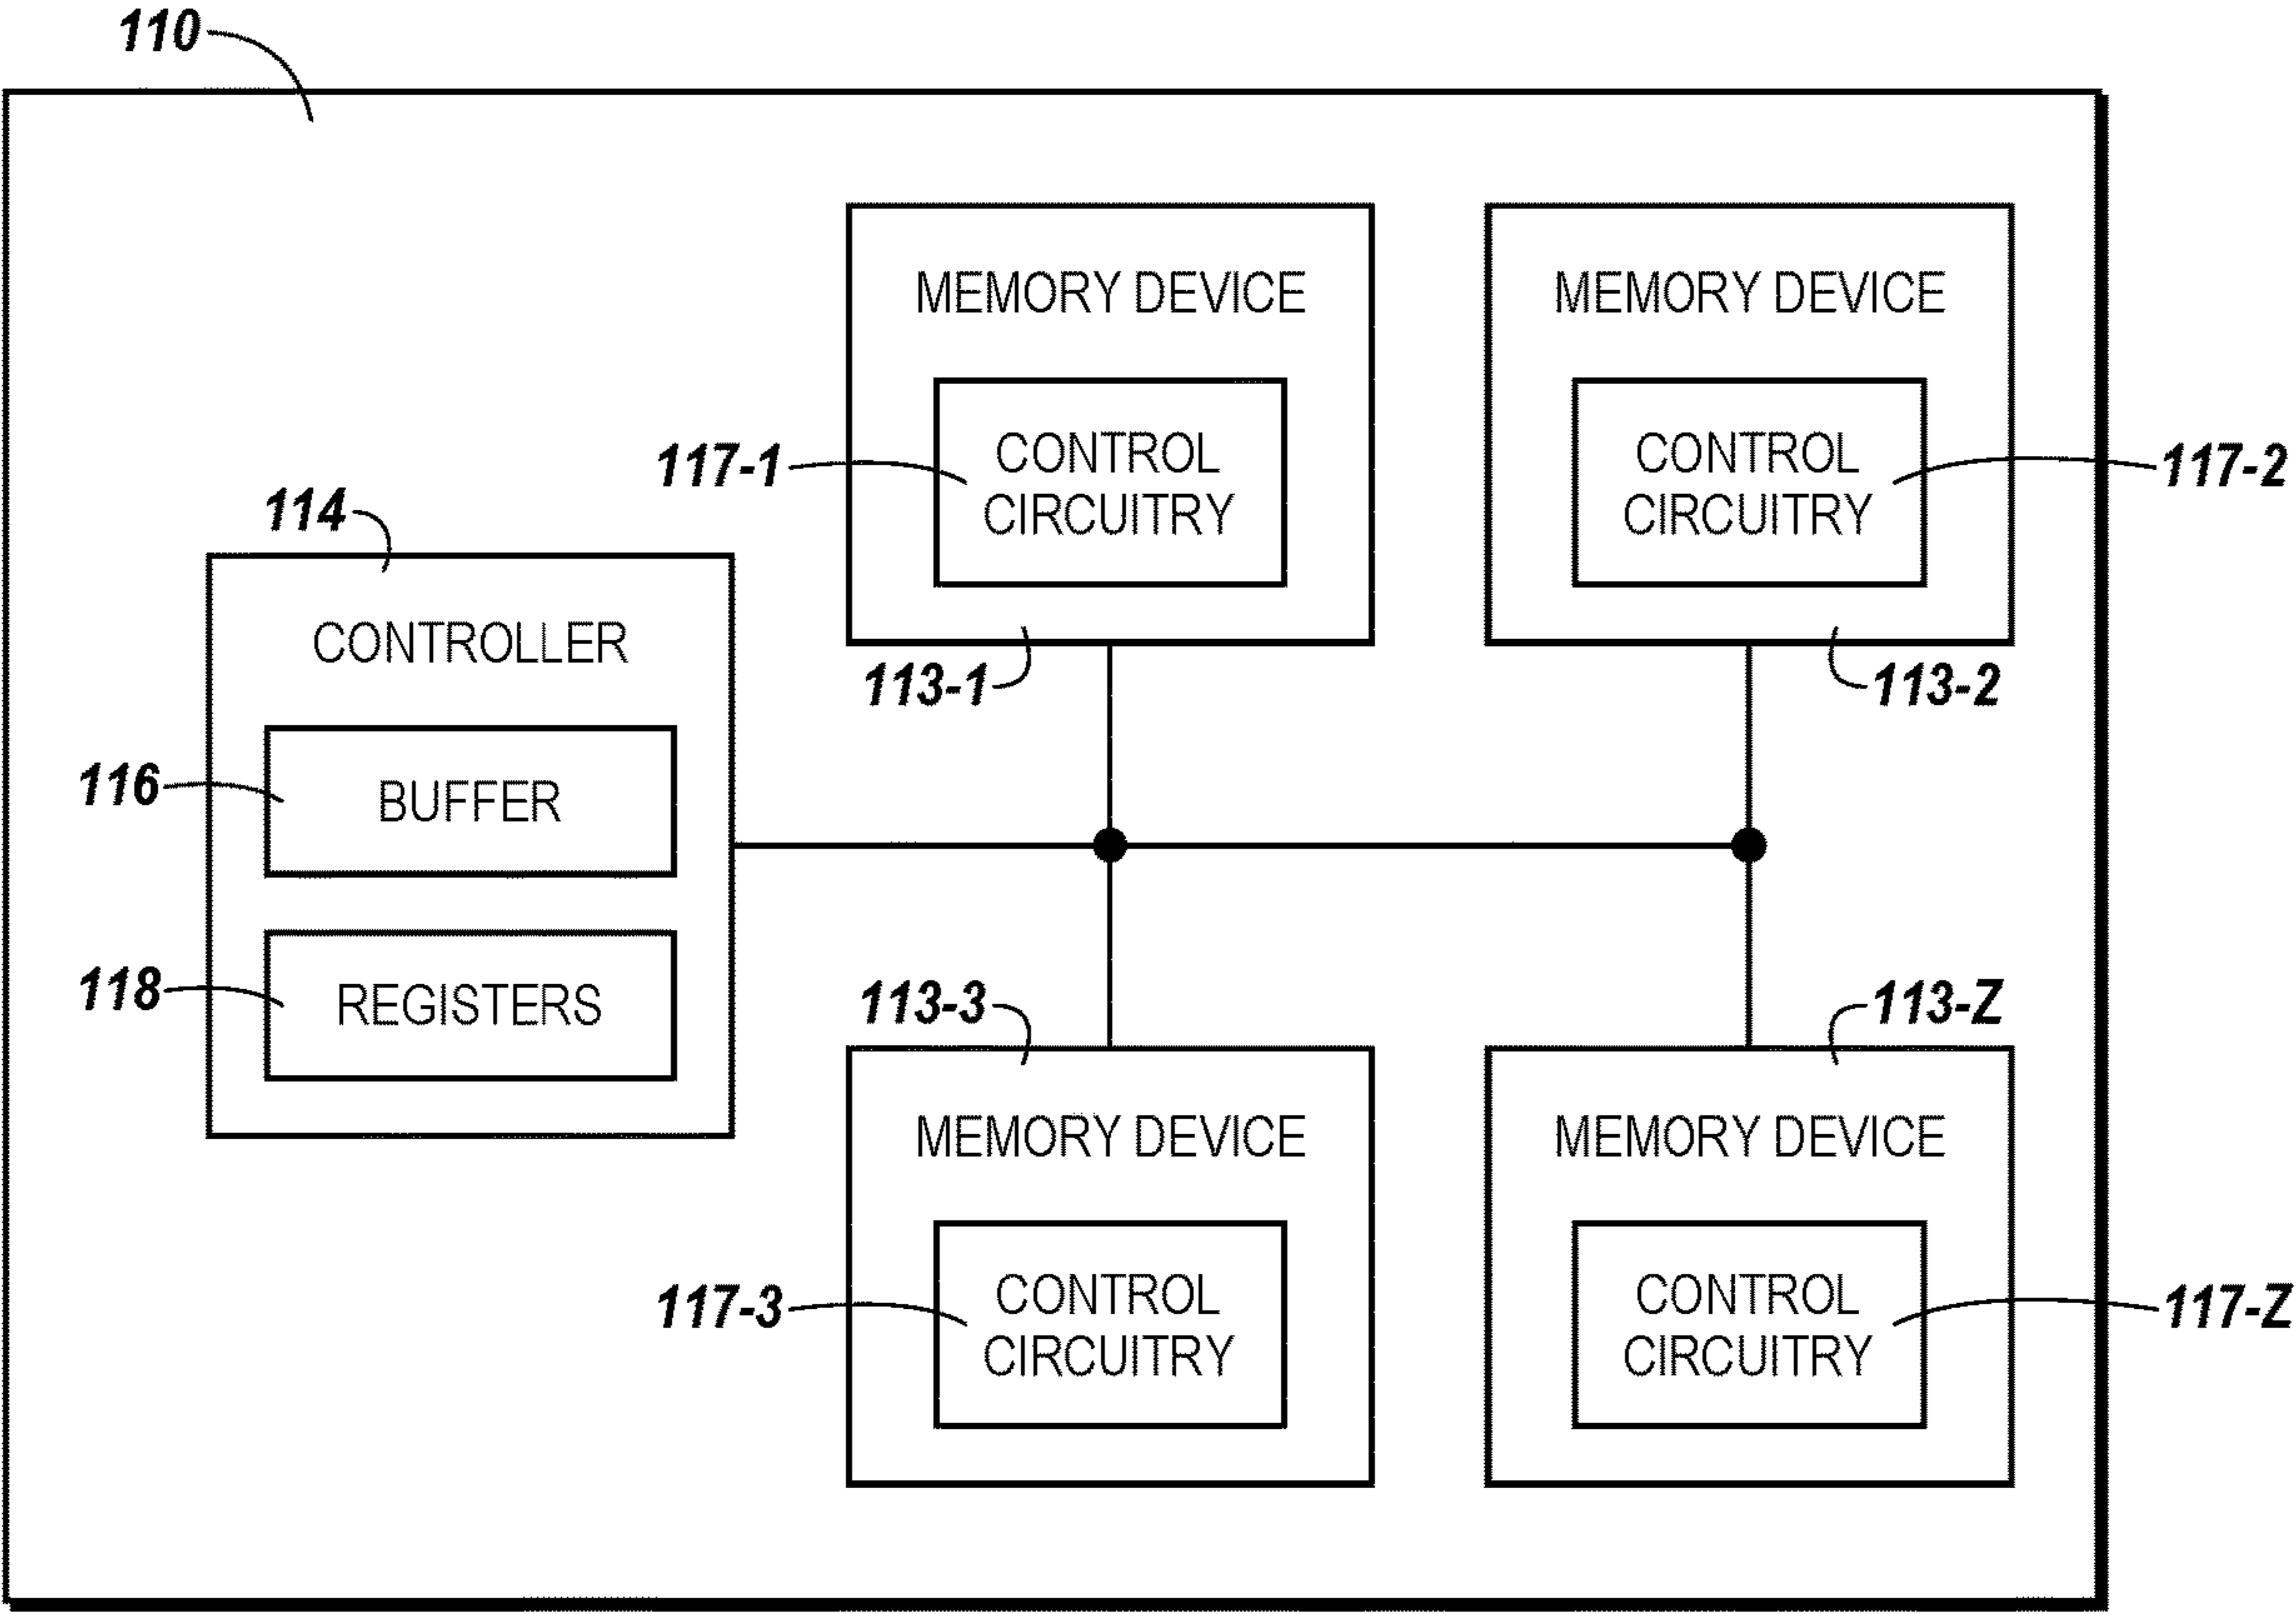 110
MEMORY DEVICE
CONTROL
CIRCUITRY
117-1
113-1
MEMORY DEVICE
CONTROL
CIRCUITRY
117-2
113-2
114
CONTROLLER
116
BUFFER
118
REGISTERS
113-3
MEMORY DEVICE
117-3
CONTROL
CIRCUITRY
113-Z
MEMORY DEVICE
CONTROL
CIRCUITRY
117-Z